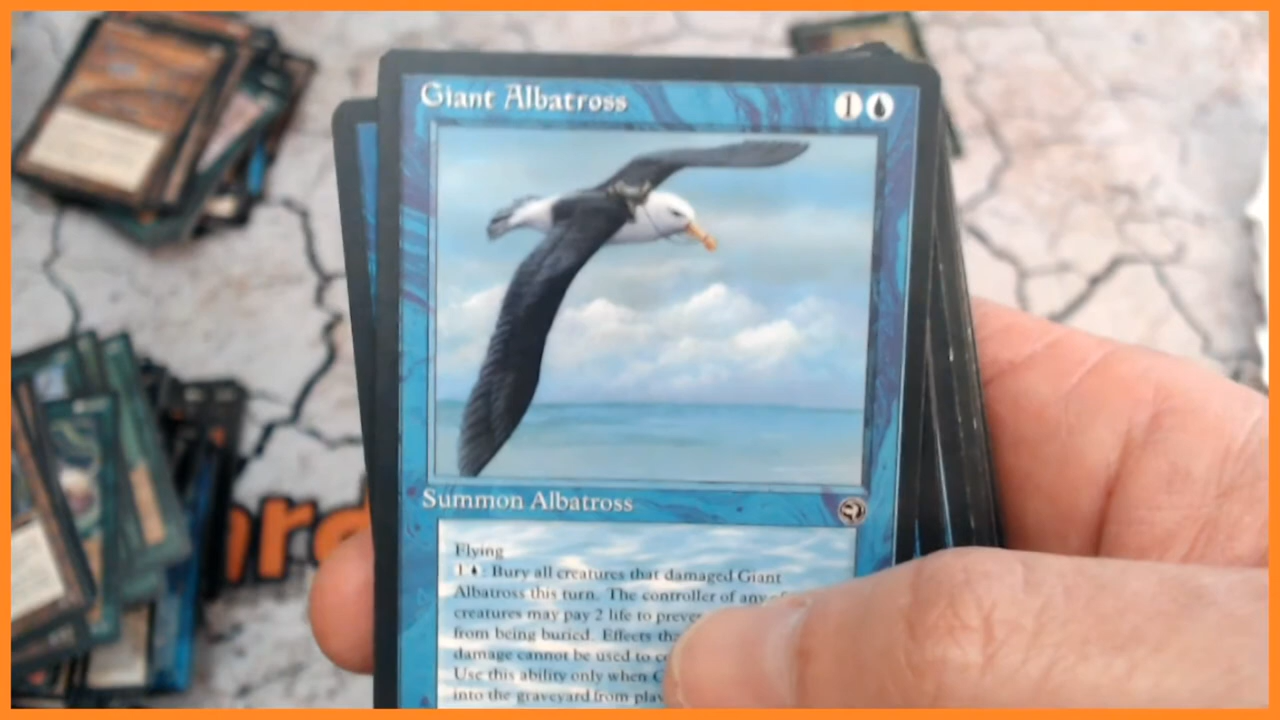 Giant Albatross
1
Summon Albatross
Flying
1 : Bury all creatures that damaged Giant
Albatross this turn. The controller of any of
creatures may pay 2 life to
from being buried. Effects
damage cannot be used to
Use this ability only when
into the graveyard from play
ard